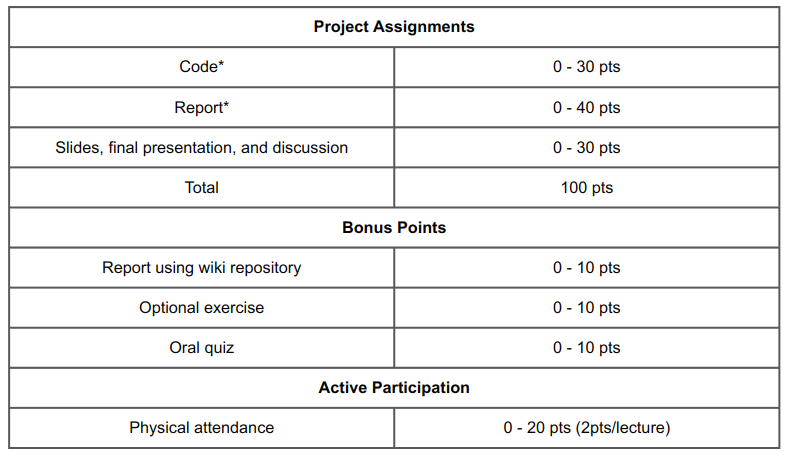 Project Assignments
Code* 0 - 30 pts
Report* 0 - 40 pts
Slides, final presentation, and discussion 0 - 30 pts
Total 100 pts
Bonus Points
Report using wiki repository 0 - 10 pts
Optional exercise 0 - 10 pts
Oral quiz 0 - 10 pts
Active Participation
Physical attendance 0 - 20 pts (2pts/lecture)